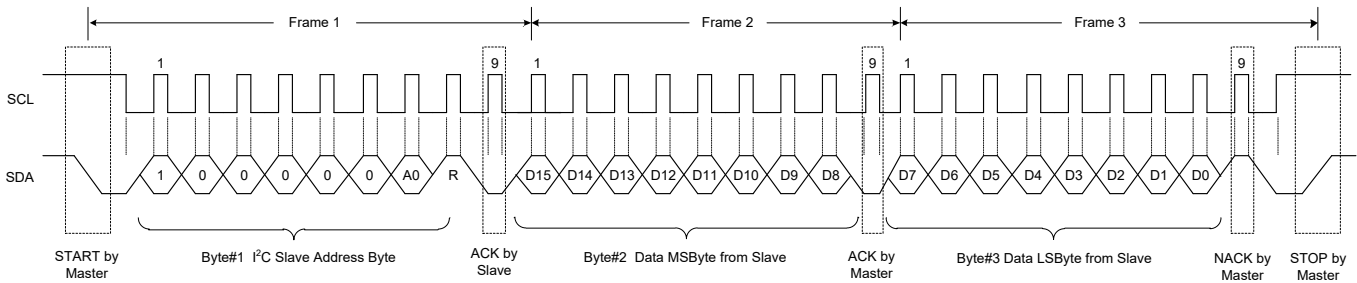 Frame 1 Frame 2 Frame 3
1 9 1 9 1 9
SCL
SDA 1 0 0 0 0 0 A0 R D15 D14 D13 D12 D11 D10 D9 D8 D7 D6 D5 D4 D3 D2 D1 D0
START by
Master
Byte#1 I²C Slave Address Byte
ACK by
Slave
Byte#2 Data MSByte from Slave
ACK by
Master
Byte#3 Data LSByte from Slave
NACK by
Master
STOP by
Master